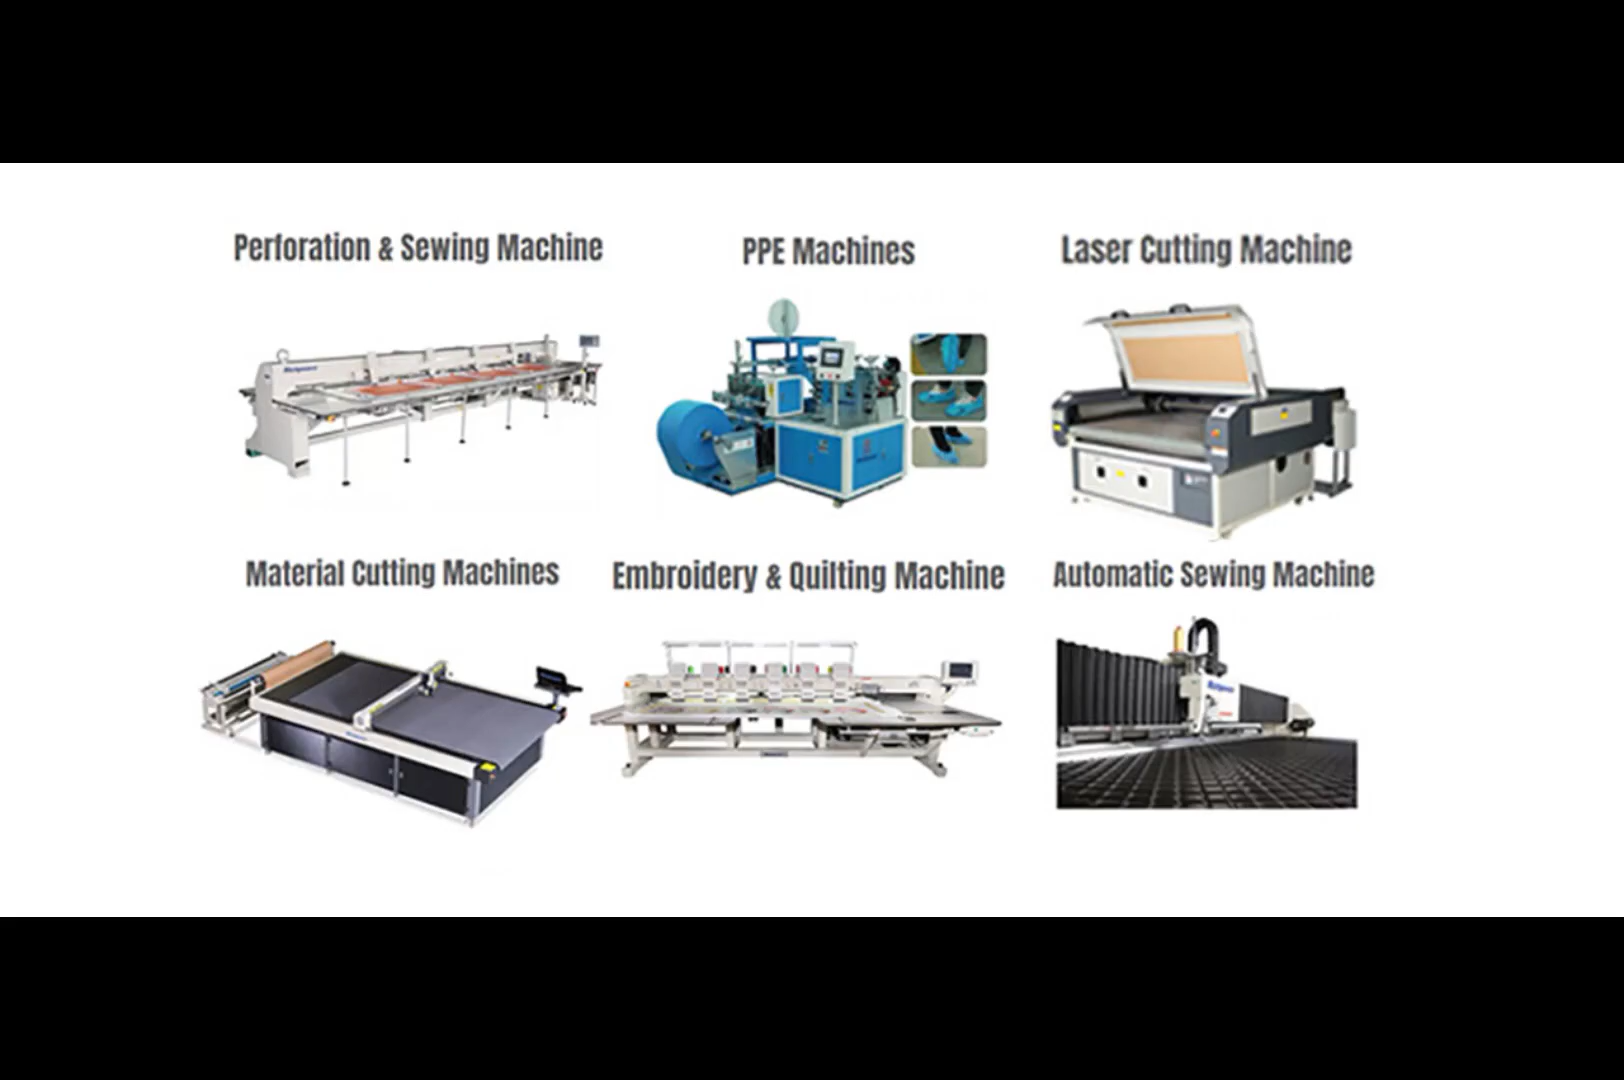 Perforation & Sewing Machine
PPE Machines
Laser Cutting Machine
Material Cutting Machines
Embroidery & Quilting Machine
Automatic Sewing Machine